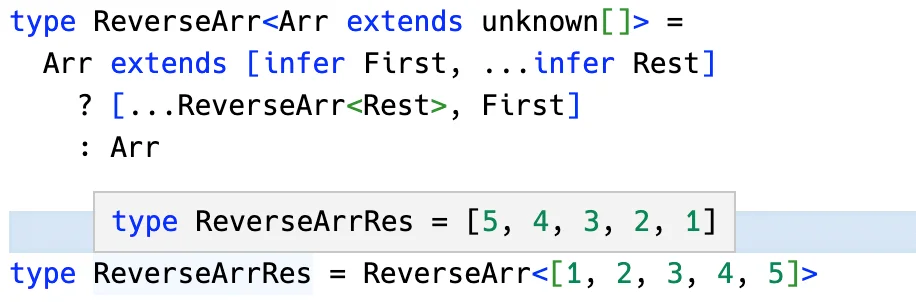 type ReverseArr<Arr extends unknown[]> =
  Arr extends [infer First, ...infer Rest]
    ? [...ReverseArr<Rest>, First]
    : Arr
type ReverseArrRes = [5, 4, 3, 2, 1]
type ReverseArrRes = ReverseArr<[1, 2, 3, 4, 5]>